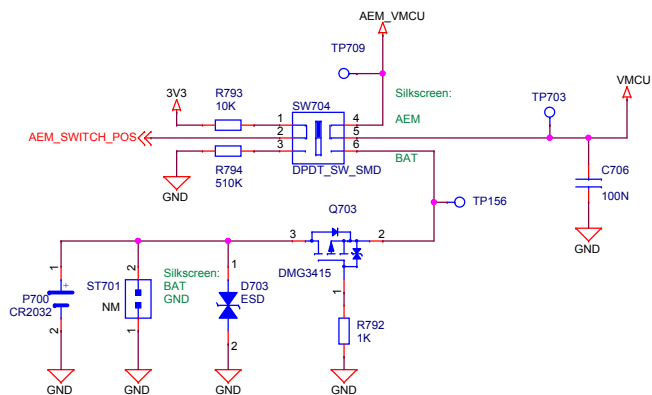 AEM_VMCU
TP709
3V3
R793
10K
SW704
Silkscreen:
TP703
VMCU
1
4
AEM
AEM_SWITCH_POS
2
5
3
6
BAT
R794
510K
DPDT_SW_SMD
C706
100N
GND
TP156
GND
Q703
3
2
DMG3415
1
P700
CR2032
+
2
2
ST701
NM
1
Silkscreen:
BAT
GND
1
D703
ESD
2
1
R792
1K
GND
GND
GND
GND